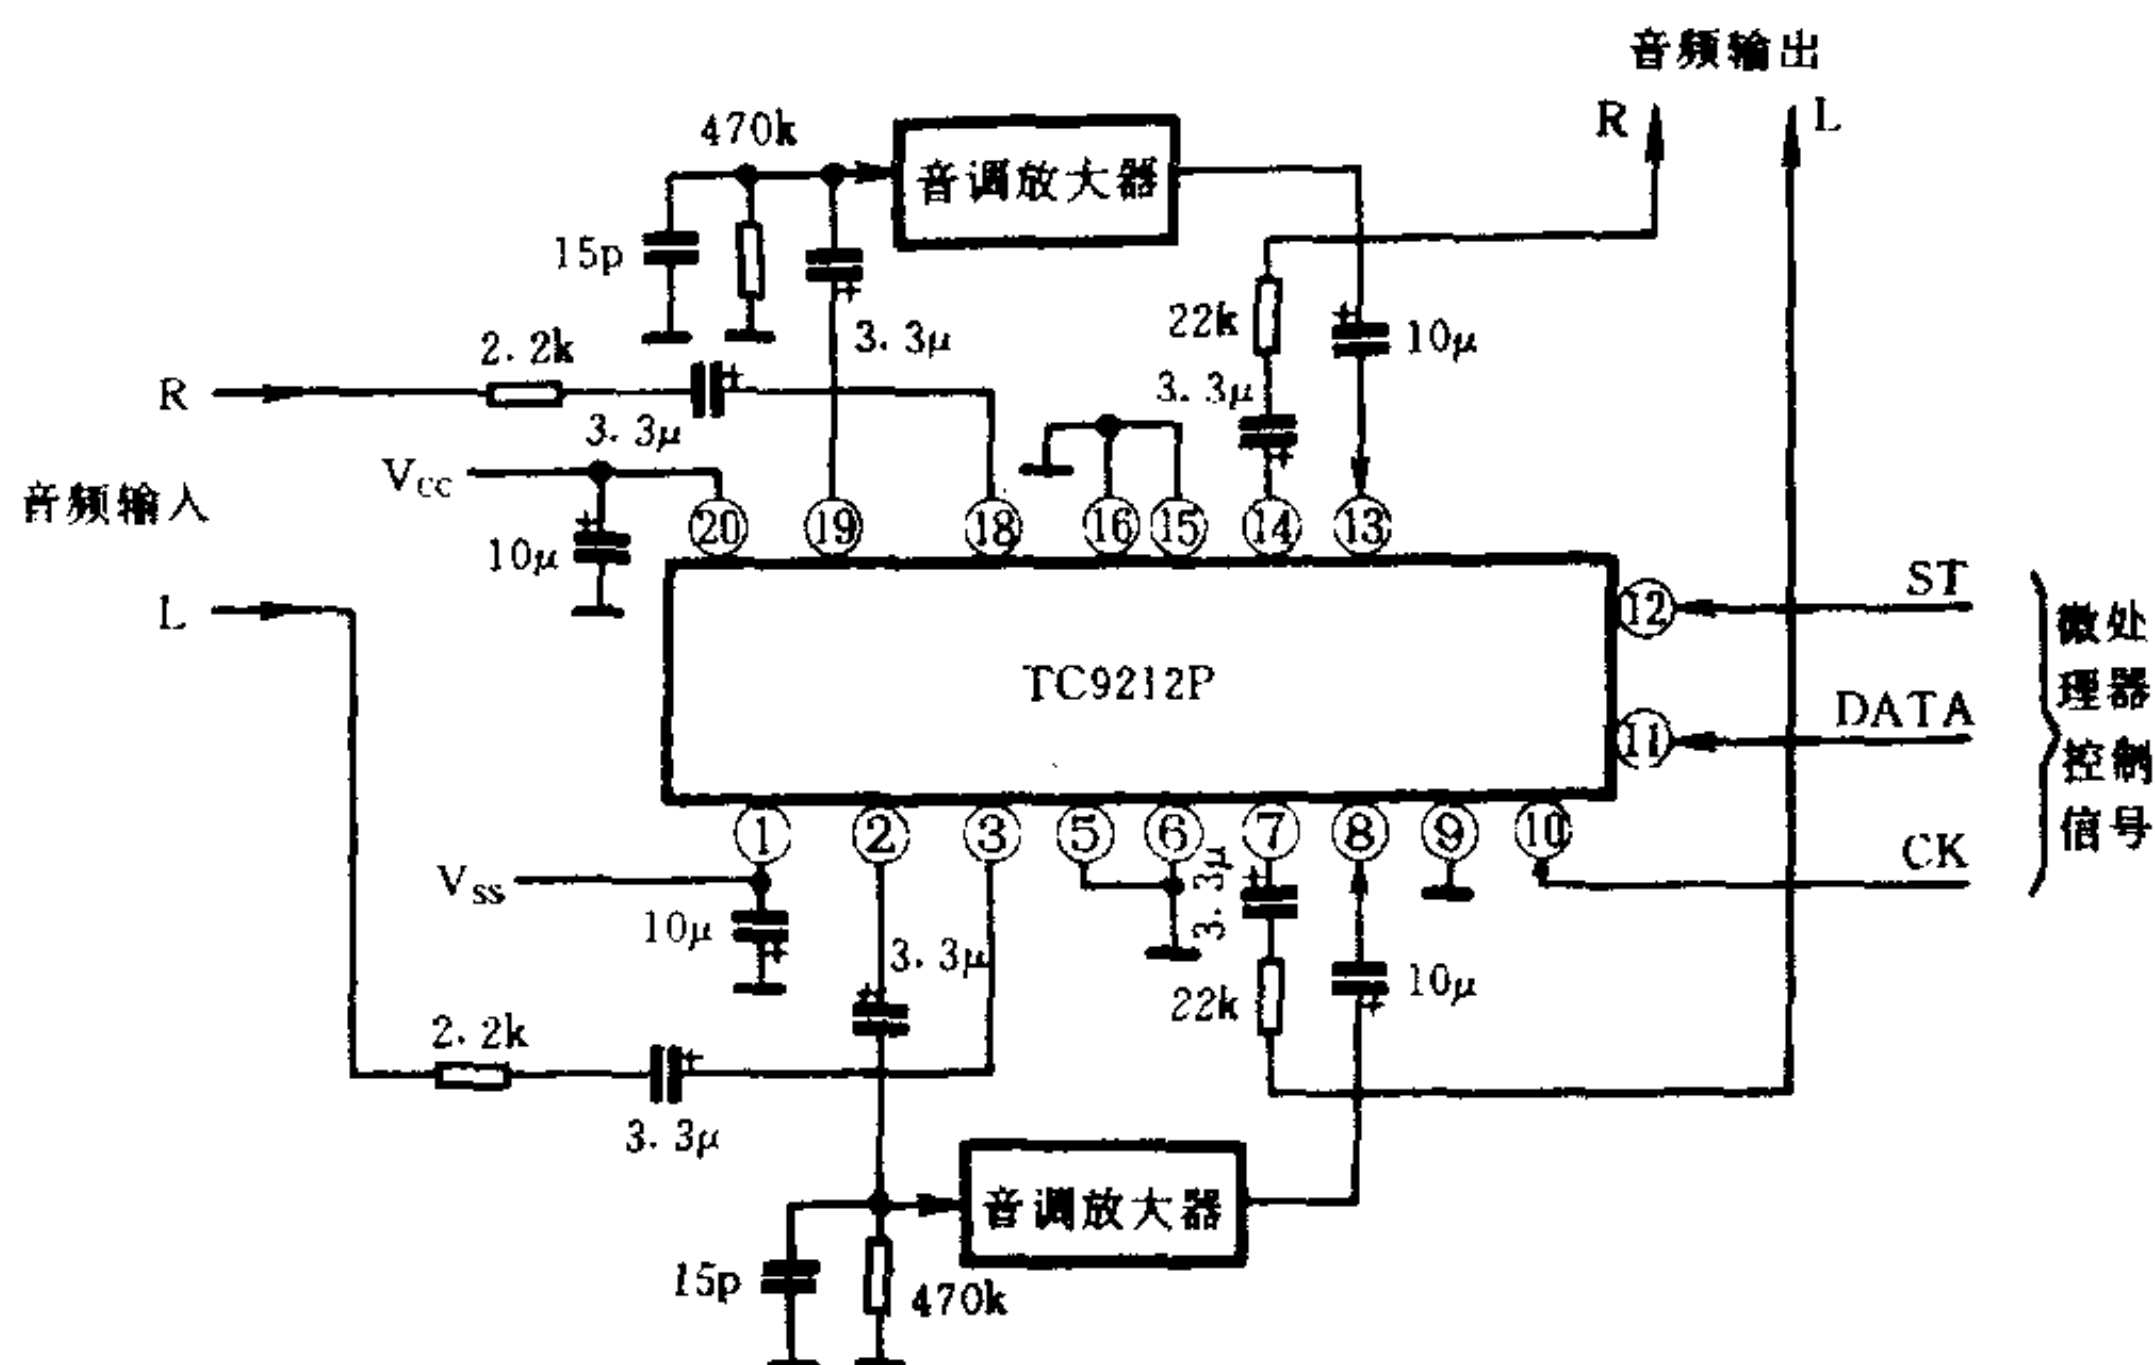 音频输出
R
L
470k
音调放大器
15p
3.3μ
22k
10μ
2.2k
R
3.3μ
3.3μ
Vcc
音频输入
10μ
20
19
18
16
15
14
13
L
12
ST
TC9212P
11
DATA
微处
理器
控制
信号
1
2
3
5
6
7
8
9
10
CK
Vss
10μ
3.3μ
3.3μ
22k
10μ
2.2k
3.3μ
音调放大器
15p
470k